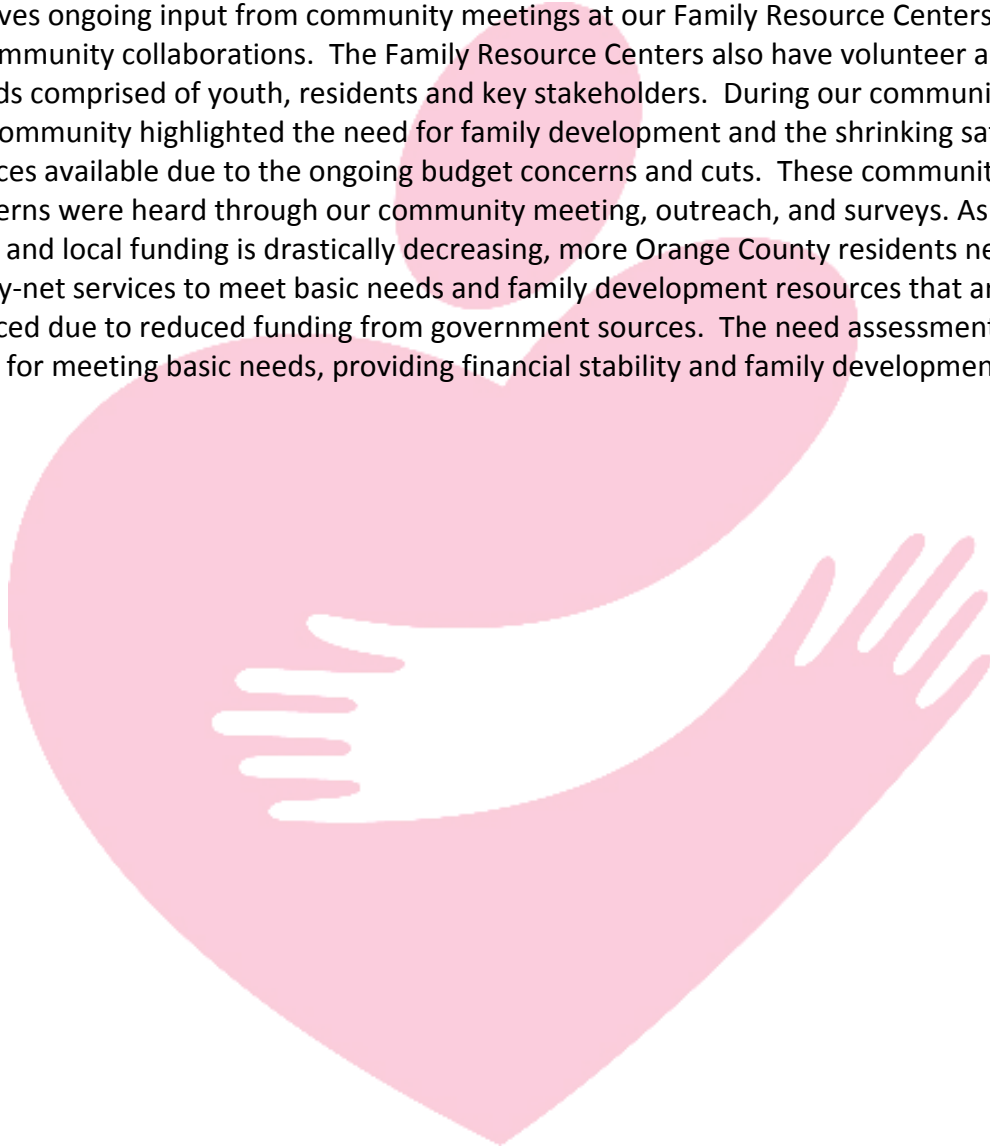 ves ongoing input from community meetings at our Family Resource Centers
mmunity collaborations.  The Family Resource Centers also have volunteer a
ds comprised of youth, residents and key stakeholders.  During our communi
ommunity highlighted the need for family development and the shrinking sa
ces available due to the ongoing budget concerns and cuts.  These communit
erns were heard through our community meeting, outreach, and surveys. As
and local funding is drastically decreasing, more Orange County residents ne
y-net services to meet basic needs and family development resources that a
ced due to reduced funding from government sources.  The need assessment
for meeting basic needs, providing financial stability and family developmen